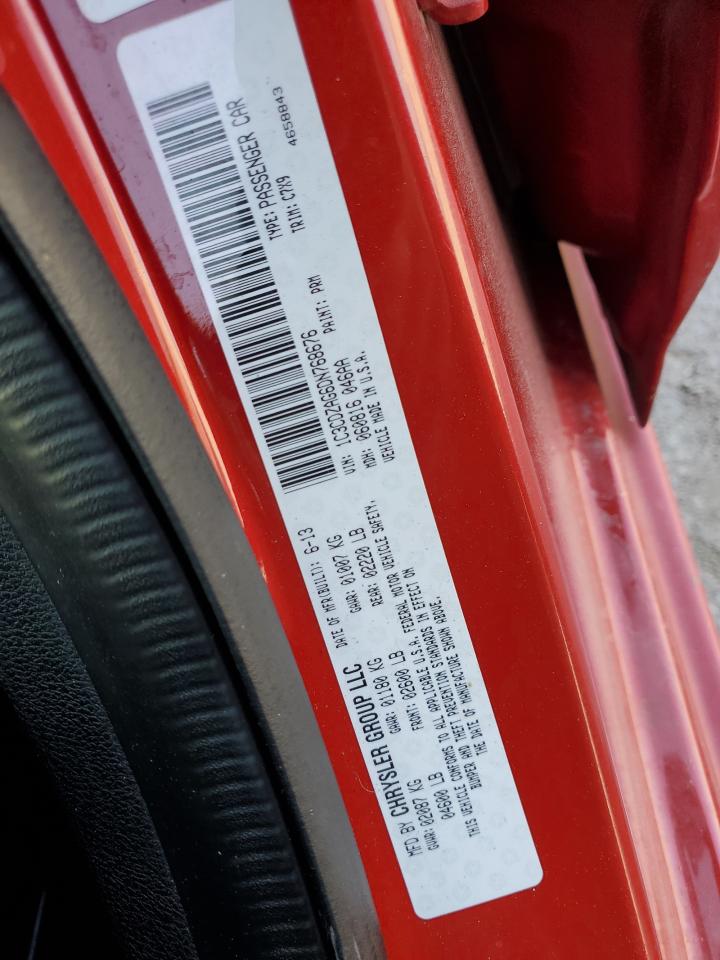 MFD BY CHRYSLER GROUP LLC DATE OF MFR(BUILT): 6-13
GVWR: 02087 KG GAWR: 01180 KG GAWR: 01007 KG
04600 LB FRONT: 02600 LB REAR: 02220 LB
THIS VEHICLE CONFORMS TO ALL APPLICABLE U.S.A. FEDERAL MOTOR VEHICLE SAFETY,
BUMPER AND THEFT PREVENTION STANDARDS IN EFFECT ON
THE DATE OF MANUFACTURE SHOWN ABOVE.
VIN: 1C3CDZAG6DN768676 TYPE: PASSENGER CAR
MDH: 060816 046AA PAINT: PRM TRIM: C7X9
VEHICLE MADE IN U.S.A. 4658843